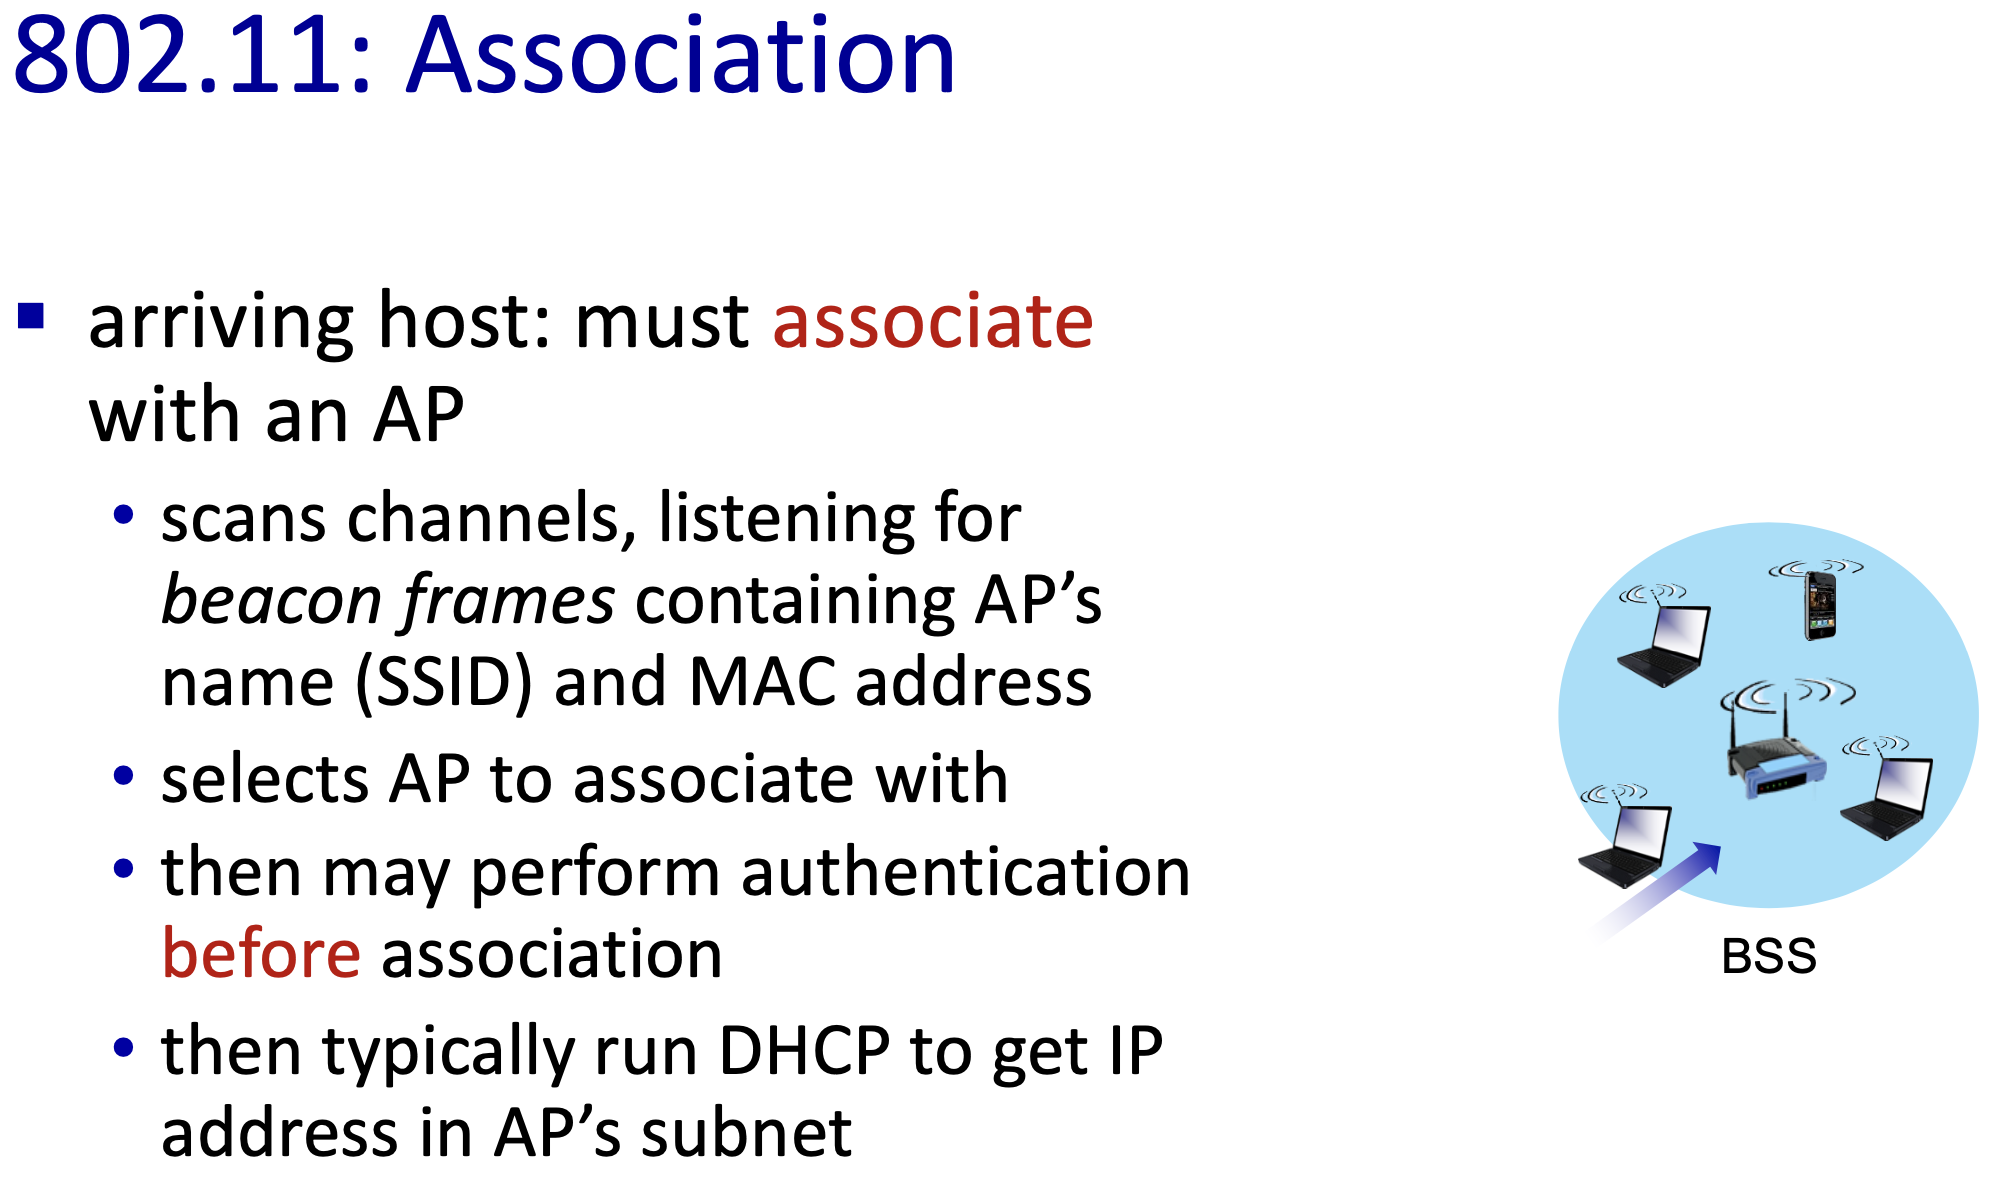 802.11: Association
arriving host: must associate
with an AP
scans channels, listening for
beacon frames containing AP’s
name (SSID) and MAC address
selects AP to associate with
then may perform authentication
before association
then typically run DHCP to get IP
address in AP’s subnet
BSS